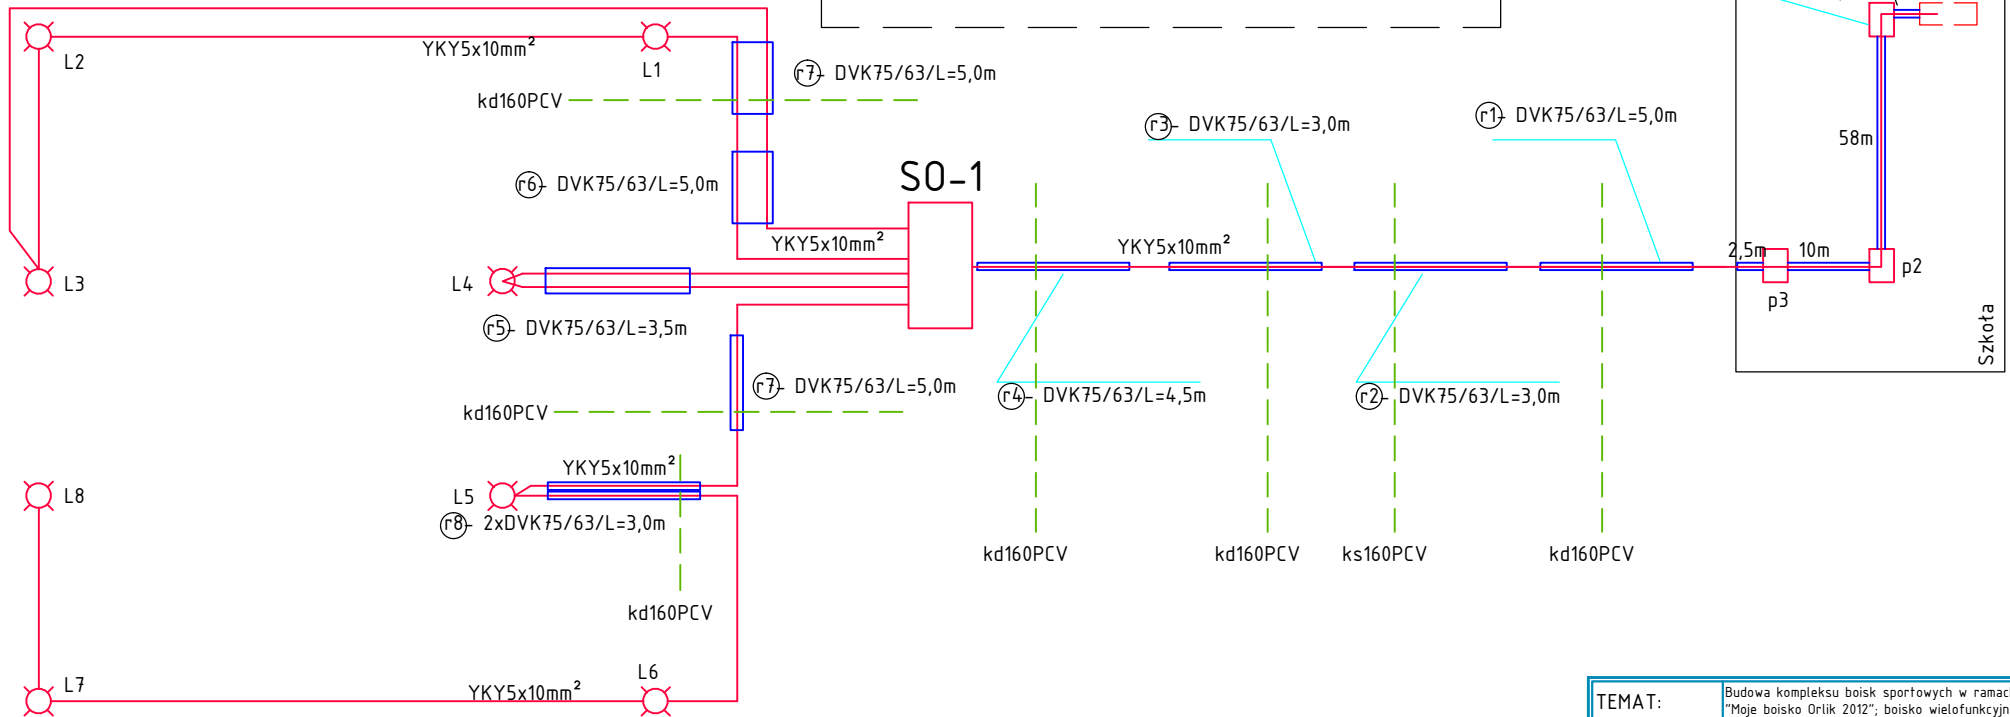 L2
YKY5x10mm²
L1
r7- DVK75/63/L=5,0m
kd160PCV
r6- DVK75/63/L=5,0m
SO-1
YKY5x10mm²
r3- DVK75/63/L=3,0m
r1- DVK75/63/L=5,0m
58m
YKY5x10mm²
2,5m
10m
p2
p3
Szkoła
L3
L4
r5- DVK75/63/L=3,5m
r7- DVK75/63/L=5,0m
kd160PCV
r4- DVK75/63/L=4,5m
r2- DVK75/63/L=3,0m
YKY5x10mm²
L8
L5
r8- 2xDVK75/63/L=3,0m
kd160PCV
kd160PCV
kd160PCV
ks160PCV
kd160PCV
L7
YKY5x10mm²
L6
TEMAT:
Budowa kompleksu boisk sportowych w ramach
"Moje boisko Orlik 2012"; boisko wielofunkcyjn